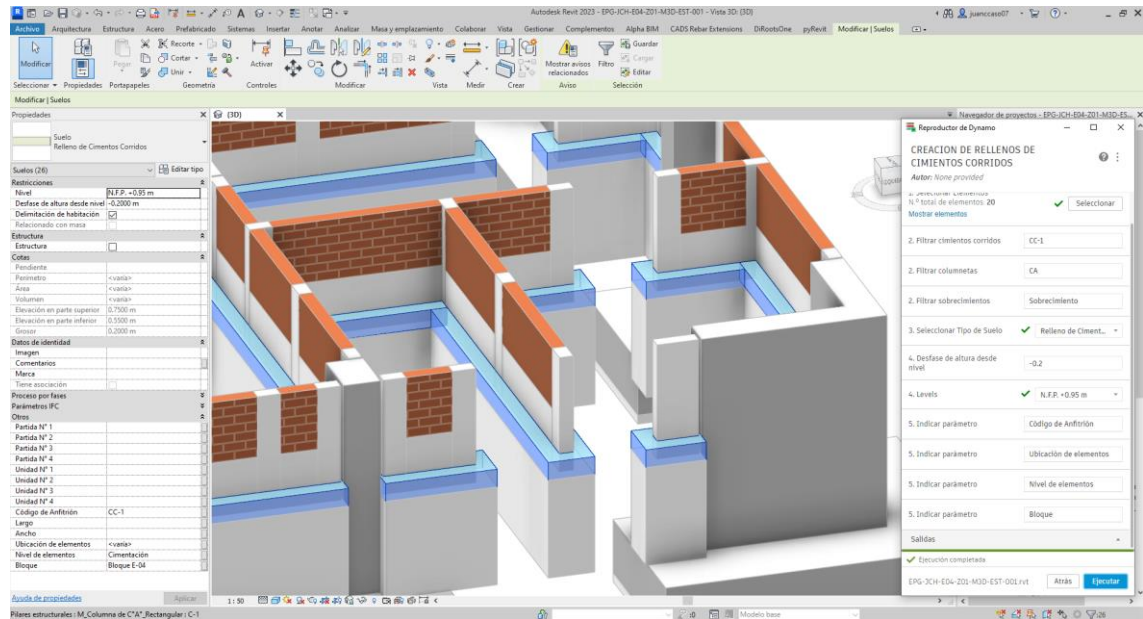 Autodesk Revit 2023 - EPG-JCH-E04-Z01-M3D-EST-001 - Vista 3D: {3D}
juanccaso07
Archivo Arquitectura Estructura Acero Prefabricado Sistemas Insertar Anotar Analizar Masa y emplazamiento Colaborar Vista Gestionar Complementos Alpha BIM CADS Rebar Extensions DiRootsOne pyRevit Modificar | Suelos
Modificar
Pegar
Recorte
Cortar
Unir
Activar
Mostrar avisos relacionados
Filtro
Guardar
Cargar
Editar
Seleccionar Propiedades Portapapeles Geometría Controles Modificar Vista Medir Crear Aviso Selección
Modificar | Suelos
Propiedades
{3D}
Navegador de proyectos - EPG-JCH-E04-Z01-M3D-ES...
Suelo
Relleno de Cimentos Corridos
Suelos (26)
Editar tipo
Restricciones
Nivel N.F.P. +0.95 m
Desfase de altura desde nivel -0.2000 m
Delimitación de habitación
Relacionado con masa
Estructura
Estructura
Cotas
Pendiente
Perímetro <varía>
Área <varía>
Volumen <varía>
Elevación en parte superior 0.7500 m
Elevación en parte inferior 0.5500 m
Grosor 0.2000 m
Datos de identidad
Imagen
Comentarios
Marca
Tiene asociación
Proceso por fases
Parámetros IFC
Otros
Partida N° 1
Partida N° 2
Partida N° 3
Partida N° 4
Unidad N° 1
Unidad N° 2
Unidad N° 3
Unidad N° 4
Código de Anfitrión CC-1
Largo
Ancho
Ubicación de elementos <varía>
Nivel de elementos Cimentación
Bloque Bloque E-04
Ayuda de propiedades
Aplicar
1 : 50
Pilares estructurales : M_Columna de C°A°_Rectangular : C-1
:0
Modelo base
:26
Reproductor de Dynamo
CREACION DE RELLENOS DE
CIMIENTOS CORRIDOS
Autor: None provided
1. Seleccionar Elementos
N.º total de elementos: 20
Seleccionar
Mostrar elementos
2. Filtrar cimientos corridos CC-1
2. Filtrar columnetas CA
2. Filtrar sobrecimientos Sobrecimiento
3. Seleccionar Tipo de Suelo Relleno de Ciment...
4. Desfase de altura desde
nivel
-0.2
4. Levels N.F.P. +0.95 m
5. Indicar parámetro Código de Anfitrión
5. Indicar parámetro Ubicación de elementos
5. Indicar parámetro Nivel de elementos
5. Indicar parámetro Bloque
Salidas
Ejecución completada
EPG-JCH-E04-Z01-M3D-EST-001.rvt
Atrás
Ejecutar